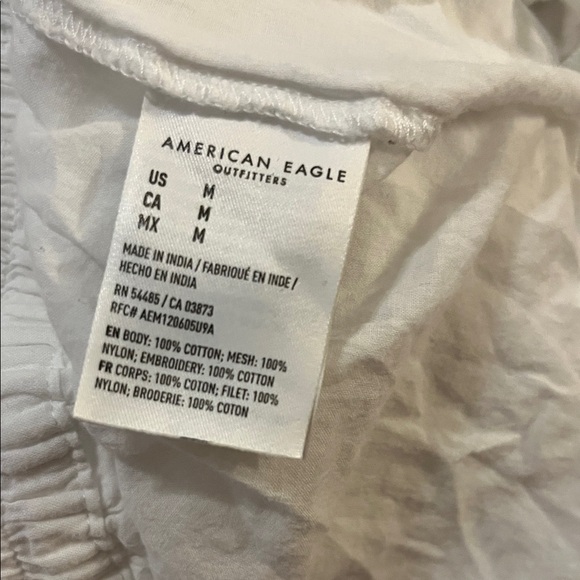 AMERICAN EAGLE
OUTFITTERS
US M
CA M
MX M
MADE IN INDIA / FABRIQUÉ EN INDE /
HECHO EN INDIA
RN 54485 / CA 03873
RFC# AEM120605U9A
EN BODY: 100% COTTON; MESH: 100%
NYLON; EMBROIDERY: 100% COTTON
FR CORPS: 100% COTON; FILET: 100%
NYLON; BRODERIE: 100% COTON